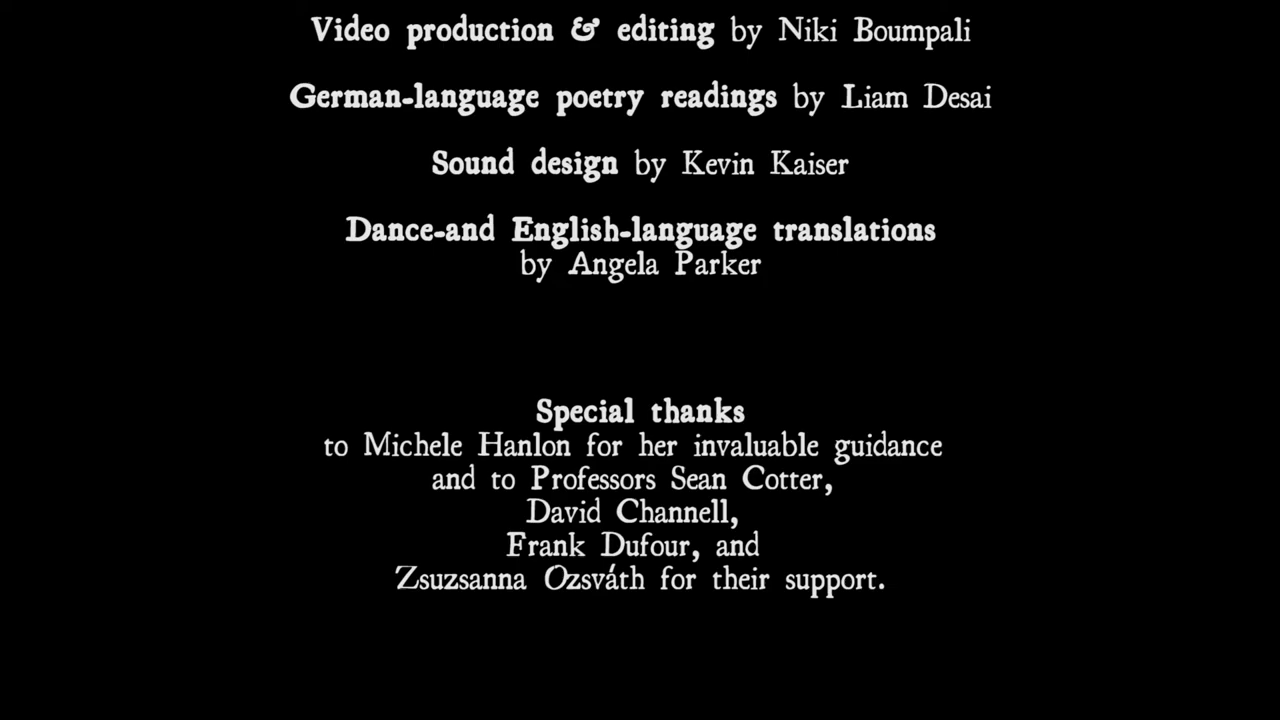 Video production & editing by Niki Boumpali
German-language poetry readings by Liam Desai
Sound design by Kevin Kaiser
Dance-and English-language translations
by Angela Parker
Special thanks
to Michele Hanlon for her invaluable guidance
and to Professors Sean Cotter,
David Channell,
Frank Dufour, and
Zsuzsanna Ozsváth for their support.